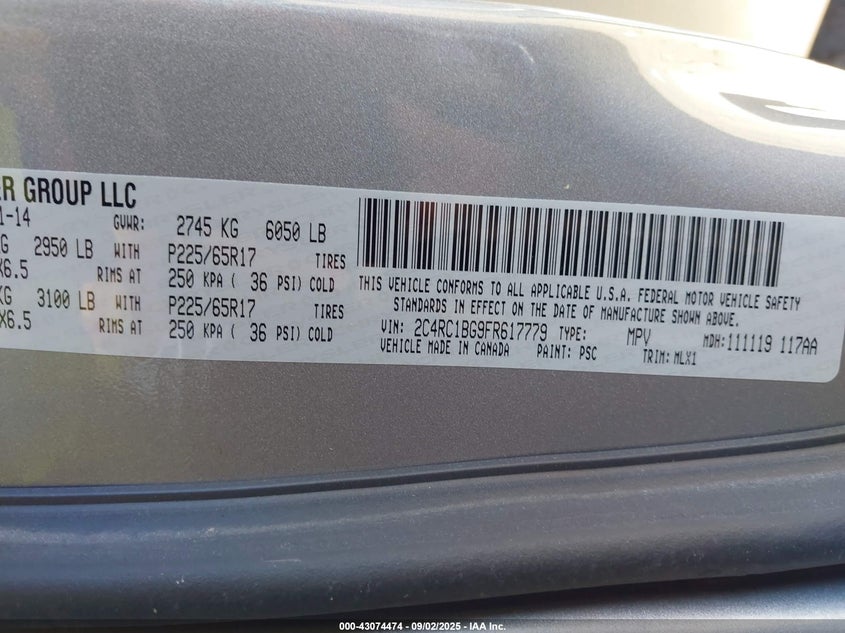 ER GROUP LLC
1-14 GVWR: 2745 KG 6050 LB
KG 2950 LB WITH P225/65R17 TIRES
X6.5 RIMS AT 250 KPA ( 36 PSI) COLD
KG 3100 LB WITH P225/65R17 TIRES
X6.5 RIMS AT 250 KPA ( 36 PSI) COLD
THIS VEHICLE CONFORMS TO ALL APPLICABLE U.S.A. FEDERAL MOTOR VEHICLE SAFETY
STANDARDS IN EFFECT ON THE DATE OF MANUFACTURE SHOWN ABOVE.
VIN: 2C4RC1BG9FR617779 TYPE: MPV MDH:111119 117AA
VEHICLE MADE IN CANADA PAINT: PSC TRIM: MLX1
000-43074474 - 09/02/2025 - IAA Inc.